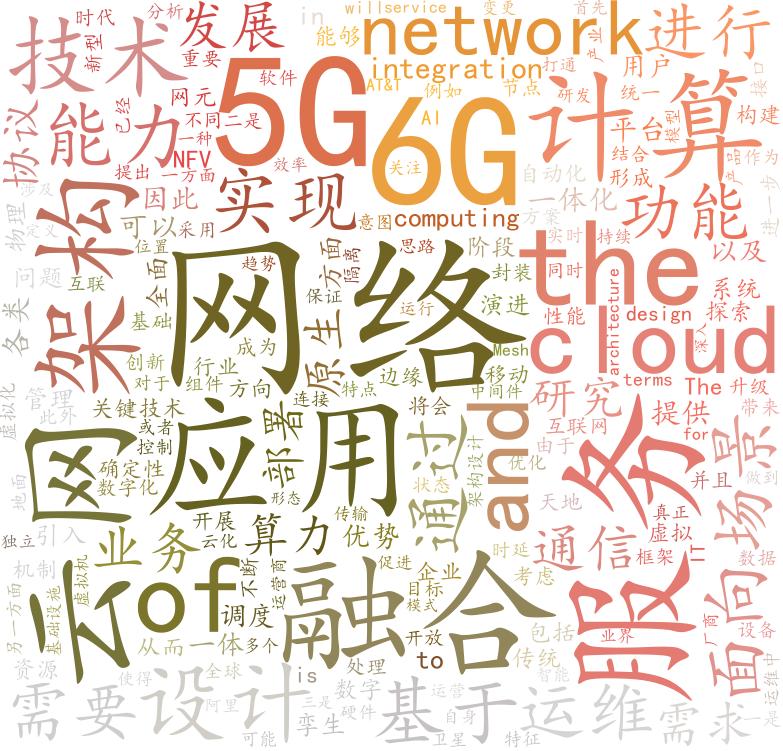 时代 分析 发展 in willservice 变更 首先
技术 新型 重要 能够 network 进行
软件 integration 打通 产业 用户 接口
5G AT&T 例如 节点 研发 统一
协议 能力 已经 网元 不同 二是 6G AI 计算 平台 模型 构建
一种 NFV 提出 一方面 效率 关注 结合 形成 产品 作为
涉及 因此 实现 自动化 一体化 功能 进一步
物理 定义 架构 可以 采用 意图 computing 方案
位置 趋势 方面 隔离 思路 阶段 实时 持续 the 以及
问题 互联 全面 网络 保证 运行 封装 同时 系统
各类 基础 原生 演进 性能 architecture design 探索
创新 成为 行业 Mesh cloud 深入
对于 组件 方向 特点 边缘 移动 terms The 升级
虚拟化 管理 此外 关键技术 连接 将会 中间件 研究 提供 带来
网 应用 或者 控制 部署 通过 and 互联网 for 服务 场景
确定性 数字化 形态 状态 架构设计 由于 优化 并且 做到
地面 传输 天地 真正
独立 引入 业务 开展 云化 算力 优势 时延 通信 虚拟 框架 IT 数据
机制 虚拟机 云 of 不断 运营商 融合 促进 企业 考虑 面向
另一方面 基础设施 调度 目标 模式 厂商 设备
从而 一体 多个 开放 包括 业界
资源 使得 全球 is 处理 to 传统 智能 运维中
需要 设计 阿里 三是 数字 运营 基于 运维 需求 一是
可能 孪生 硬件 自身 卫星 特征